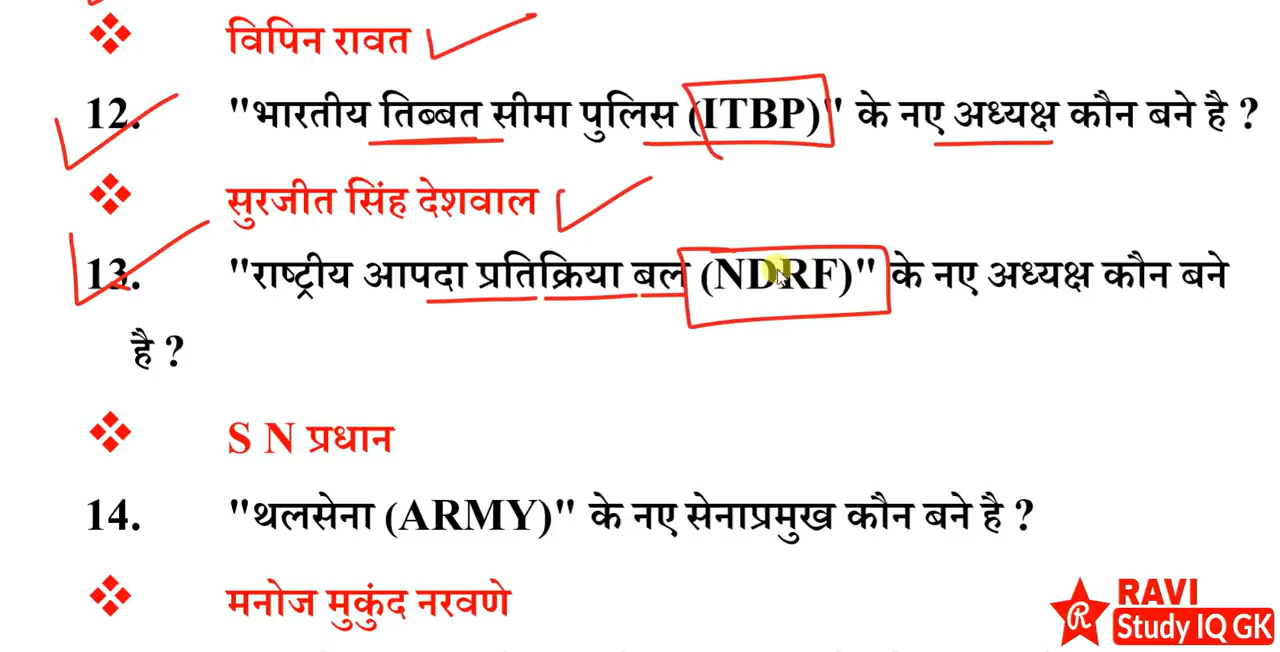 ❖ विपिन रावत
12. "भारतीय तिब्बत सीमा पुलिस (ITBP)" के नए अध्यक्ष कौन बने है ?
❖ सुरजीत सिंह देशवाल
13. "राष्ट्रीय आपदा प्रतिक्रिया बल (NDRF)" के नए अध्यक्ष कौन बने
है ?
❖ S N प्रधान
14. "थलसेना (ARMY)" के नए सेनाप्रमुख कौन बने है ?
❖ मनोज मुकुंद नरवणे
R RAVI
Study IQ GK